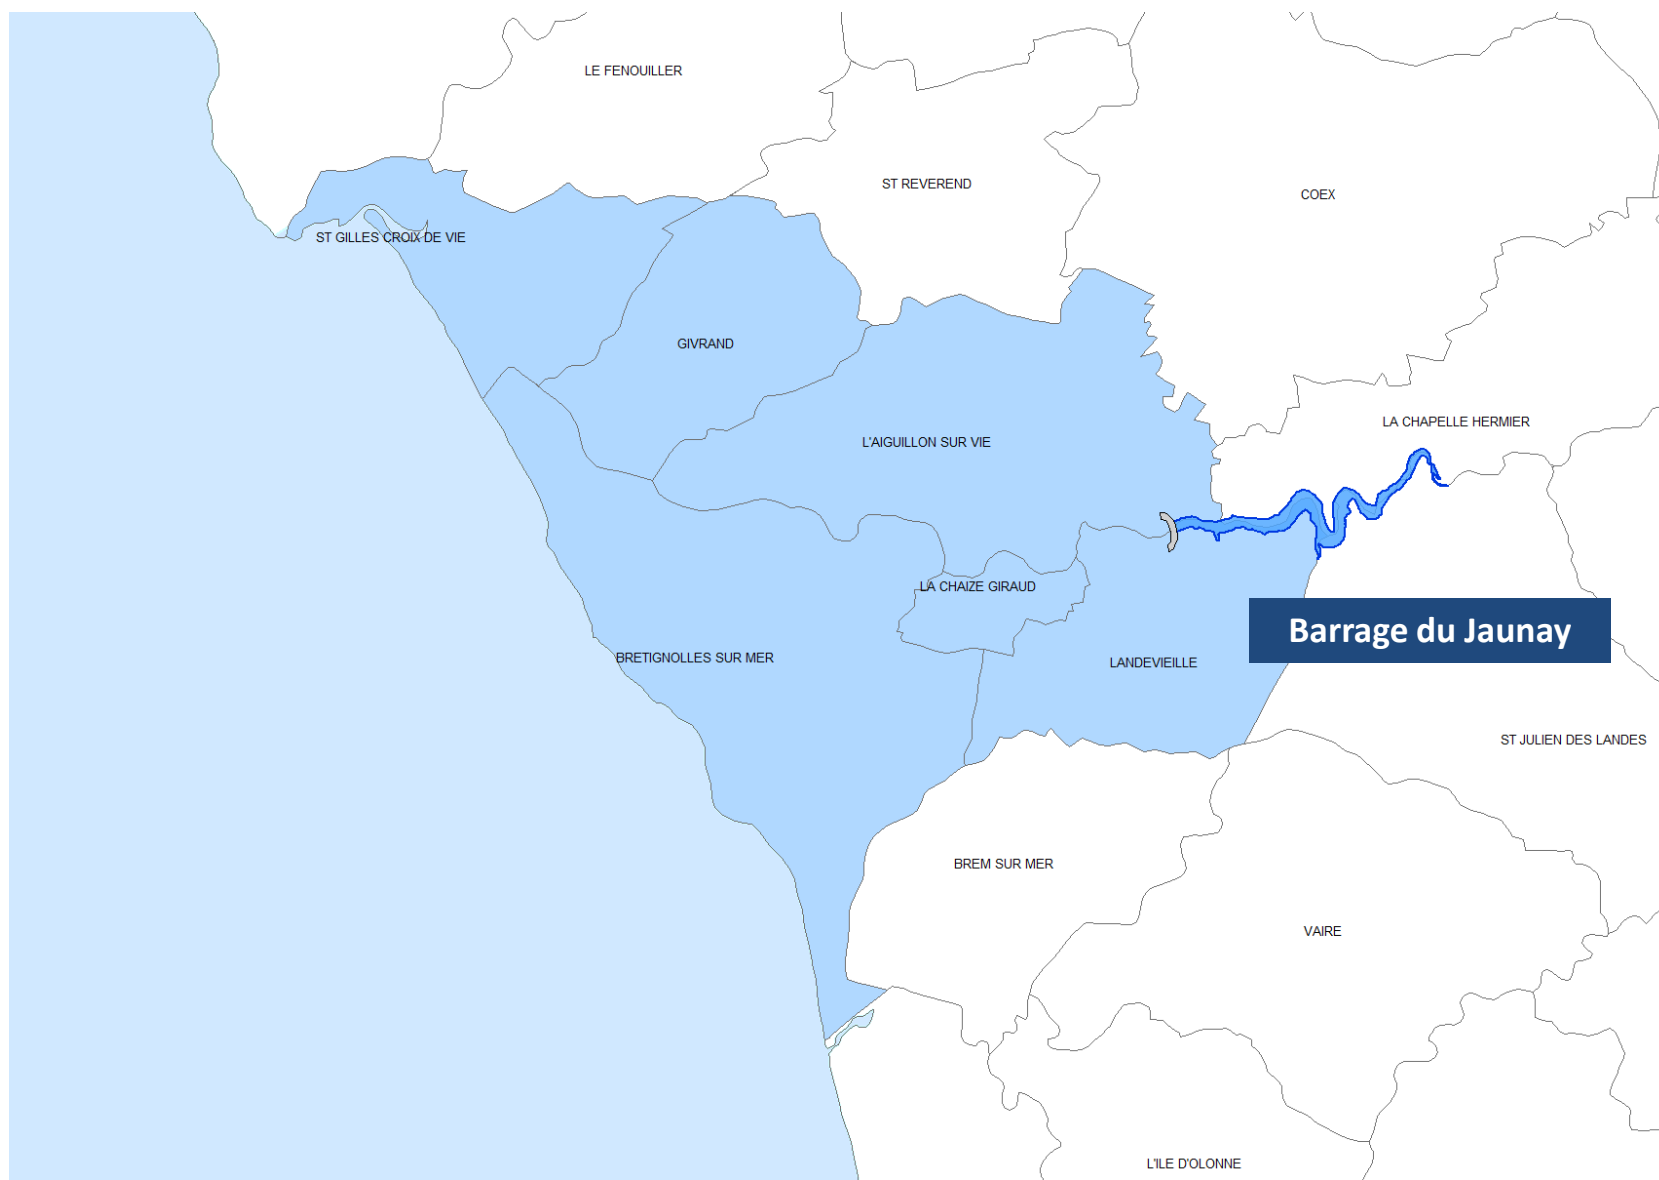 LE FENOUILLER
ST REVEREND
COEX
ST GILLES CROIX DE VIE
GIVRAND
LA CHAPELLE HERMIER
L'AIGUILLON SUR VIE
LA CHAIZE GIRAUD
Barrage du Jaunay
BRETIGNOLLES SUR MER
LANDEVIEILLE
ST JULIEN DES LANDES
BREM SUR MER
VAIRE
L'ILE D'OLONNE